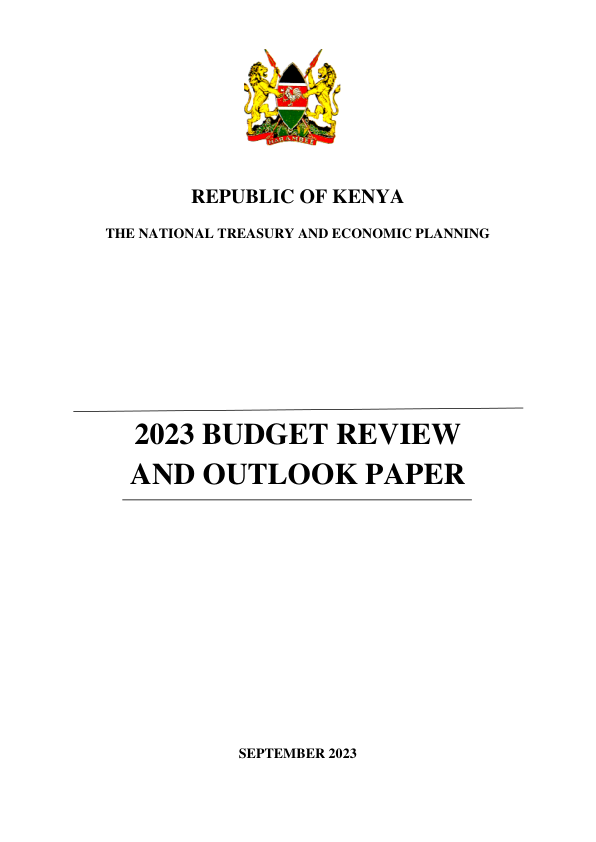 HARAMBEE
REPUBLIC OF KENYA
THE NATIONAL TREASURY AND ECONOMIC PLANNING
2023 BUDGET REVIEW
AND OUTLOOK PAPER
SEPTEMBER 2023